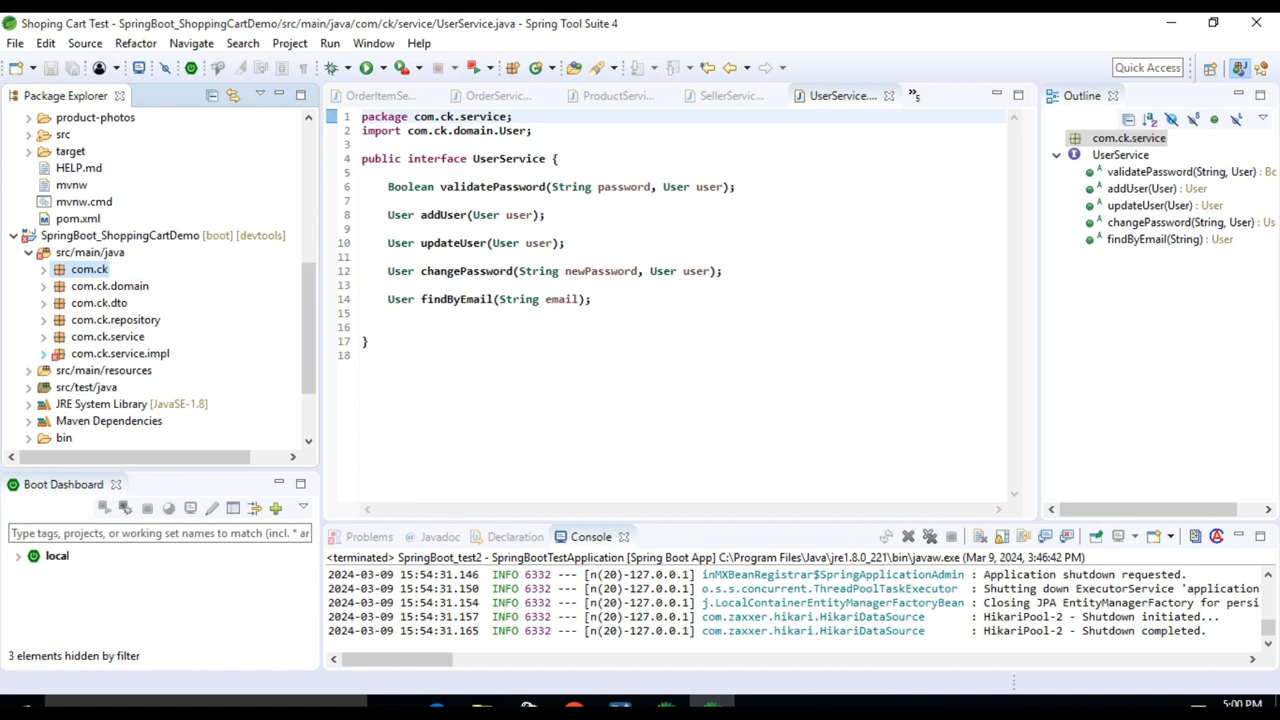 Shoping Cart Test - SpringBoot_ShoppingCartDemo/src/main/java/com/ck/service/UserService.java - Spring Tool Suite 4
File Edit Source Refactor Navigate Search Project Run Window Help
Quick Access
Package Explorer
product-photos
src
target
HELP.md
mvnw
mvnw.cmd
pom.xml
SpringBoot_ShoppingCartDemo [boot] [devtools]
src/main/java
com.ck
com.ck.domain
com.ck.dto
com.ck.repository
com.ck.service
com.ck.service.impl
src/main/resources
src/test/java
JRE System Library [JavaSE-1.8]
Maven Dependencies
bin
Boot Dashboard
Type tags, projects, or working set names to match (incl. * ar
local
3 elements hidden by filter
OrderItemSe... OrderServic... ProductServi... SellerServic... UserService.... »5
1 package com.ck.service;
2 import com.ck.domain.User;
3
4 public interface UserService {
5
6 Boolean validatePassword(String password, User user);
7
8 User addUser(User user);
9
10 User updateUser(User user);
11
12 User changePassword(String newPassword, User user);
13
14 User findByEmail(String email);
15
16
17 }
18
Outline
com.ck.service
UserService
validatePassword(String, User) : Bc
addUser(User) : User
updateUser(User) : User
changePassword(String, User) : Us
findByEmail(String) : User
Problems Javadoc Declaration Console
<terminated> SpringBoot_test2 - SpringBootTestApplication [Spring Boot App] C:\Program Files\Java\jre1.8.0_221\bin\javaw.exe (Mar 9, 2024, 3:46:42 PM)
2024-03-09 15:54:31.146 INFO 6332 --- [n(20)-127.0.0.1] inMXBeanRegistrar$SpringApplicationAdmin : Application shutdown requested.
2024-03-09 15:54:31.150 INFO 6332 --- [n(20)-127.0.0.1] o.s.s.concurrent.ThreadPoolTaskExecutor : Shutting down ExecutorService 'application
2024-03-09 15:54:31.154 INFO 6332 --- [n(20)-127.0.0.1] j.LocalContainerEntityManagerFactoryBean : Closing JPA EntityManagerFactory for persi
2024-03-09 15:54:31.157 INFO 6332 --- [n(20)-127.0.0.1] com.zaxxer.hikari.HikariDataSource : HikariPool-2 - Shutdown initiated...
2024-03-09 15:54:31.165 INFO 6332 --- [n(20)-127.0.0.1] com.zaxxer.hikari.HikariDataSource : HikariPool-2 - Shutdown completed.
5:00 PM